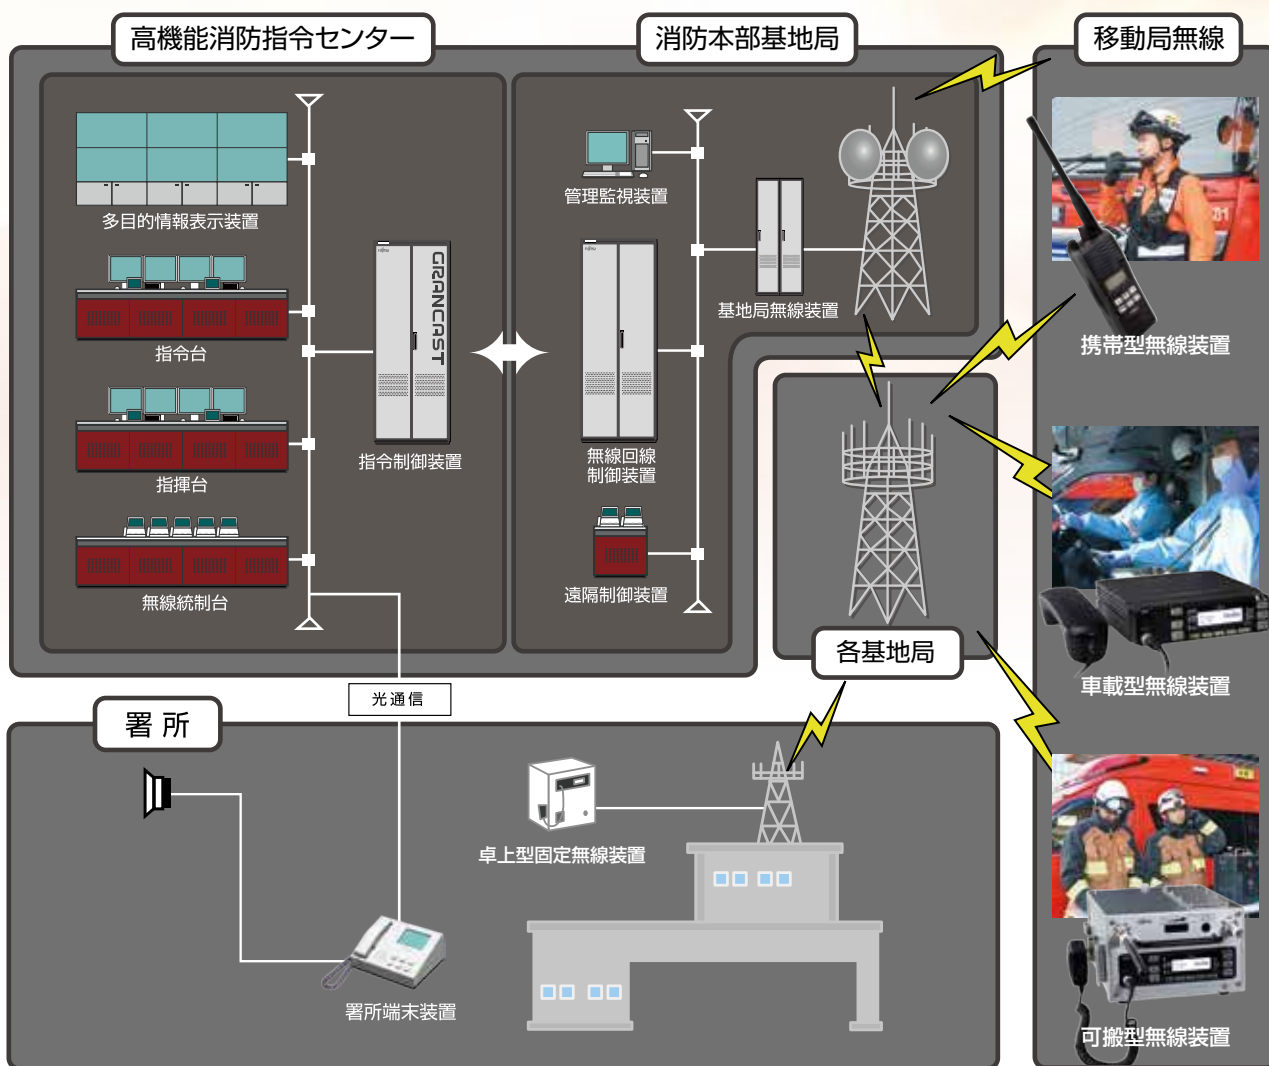 高機能消防指令センター
消防本部基地局
移動局無線
多目的情報表示装置
指令台
指揮台
無線統制台
FUJITSU
GRANCAST
指令制御装置
管理監視装置
FUJITSU
無線回線
制御装置
遠隔制御装置
基地局無線装置
各基地局
携帯型無線装置
車載型無線装置
可搬型無線装置
光通信
署所
卓上型固定無線装置
署所端末装置